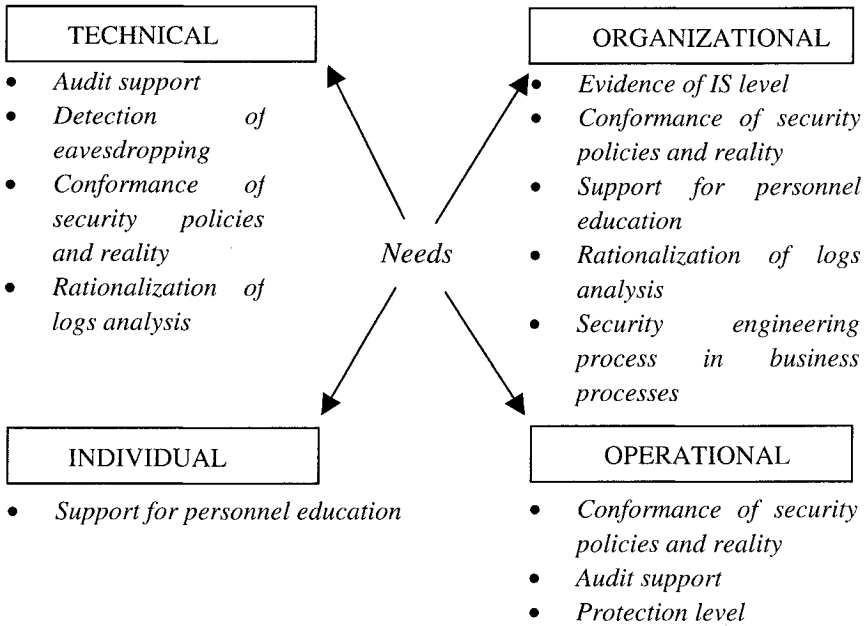 TECHNICAL
• Audit support
• Detection of
eavesdropping
• Conformance of
security policies
and reality
• Rationalization of
logs analysis
ORGANIZATIONAL
• Evidence of IS level
• Conformance of security
policies and reality
• Support for personnel
education
• Rationalization of logs
analysis
• Security engineering
process in business
processes
Needs
INDIVIDUAL
• Support for personnel education
OPERATIONAL
• Conformance of security
policies and reality
• Audit support
• Protection level